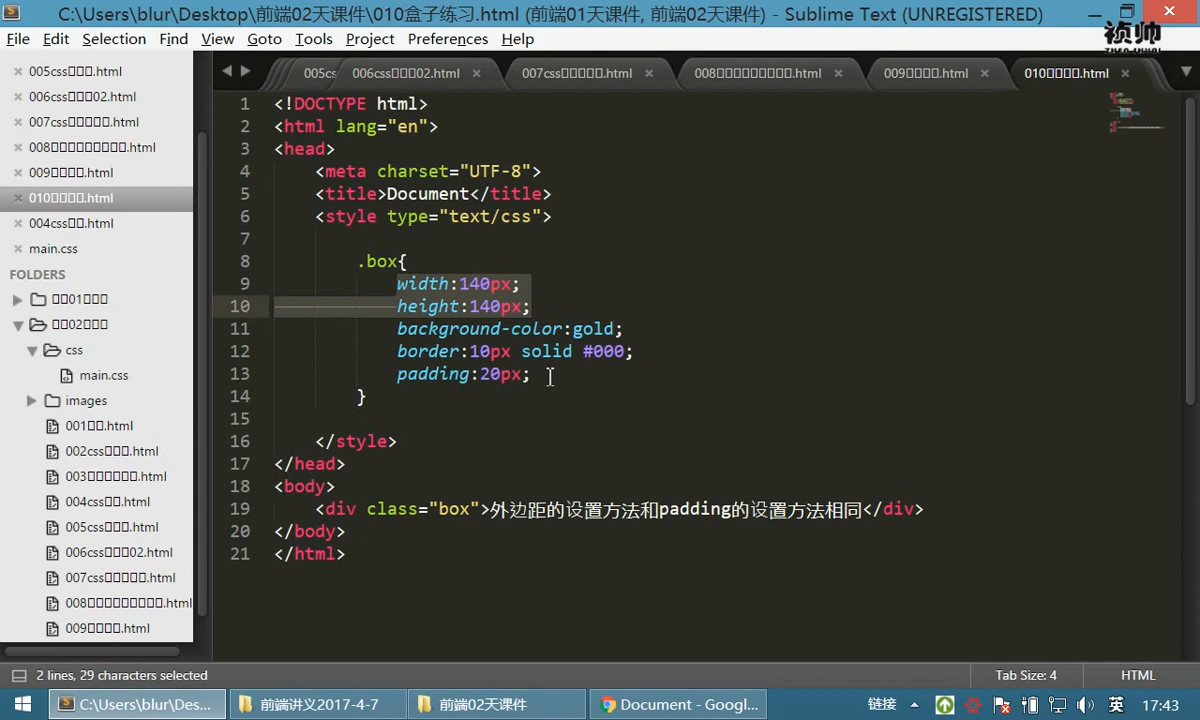 C:\Users\blur\Desktop\前端02天课件\010盒子练习.html (前端01天课件, 前端02天课件) - Sublime Text (UNREGISTERED)
祯帅
File Edit Selection Find View Goto Tools Project Preferences Help
005cs 006css□□□02.html 007css□□□□□.html 008□□□□□□□□□.html 009□□□□.html 010□□□□.html
005css□□□.html
006css□□□02.html
007css□□□□□.html
008□□□□□□□□□.html
009□□□□.html
010□□□□.html
004css□□.html
main.css
FOLDERS
□□01□□□
□□02□□□
css
main.css
images
001□□.html
002css□□□.html
003□□□□□□.html
004css□□.html
005css□□□.html
006css□□□02.html
007css□□□□□.html
008□□□□□□□□□.html
009□□□□.html
1 <!DOCTYPE html>
2 <html lang="en">
3 <head>
4 <meta charset="UTF-8">
5 <title>Document</title>
6 <style type="text/css">
7
8 .box{
9 width:140px;
10 height:140px;
11 background-color:gold;
12 border:10px solid #000;
13 padding:20px;
14 }
15
16 </style>
17 </head>
18 <body>
19 <div class="box">外边距的设置方法和padding的设置方法相同</div>
20 </body>
21 </html>
2 lines, 29 characters selected Tab Size: 4 HTML
C:\Users\blur\Des... 前端讲义2017-4-7 前端02天课件 Document - Googl... 链接 英 17:43